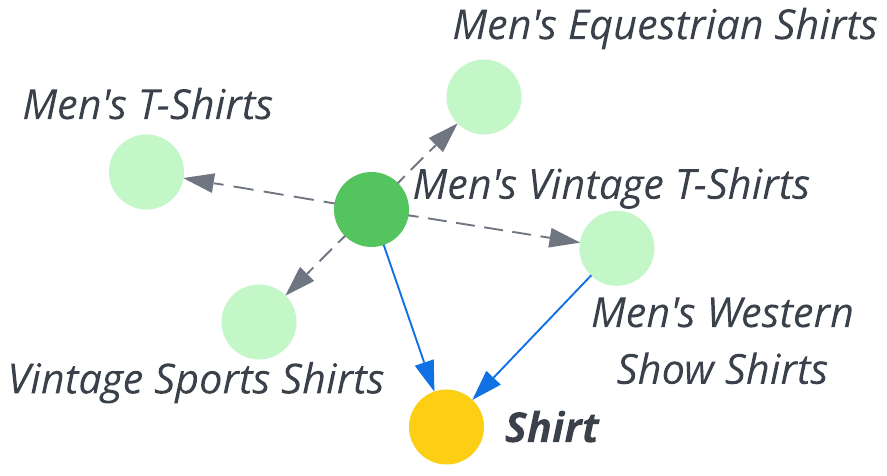 Men's Equestrian Shirts
Men's T-Shirts
Men's Vintage T-Shirts
Men's Western
Show Shirts
Vintage Sports Shirts
Shirt